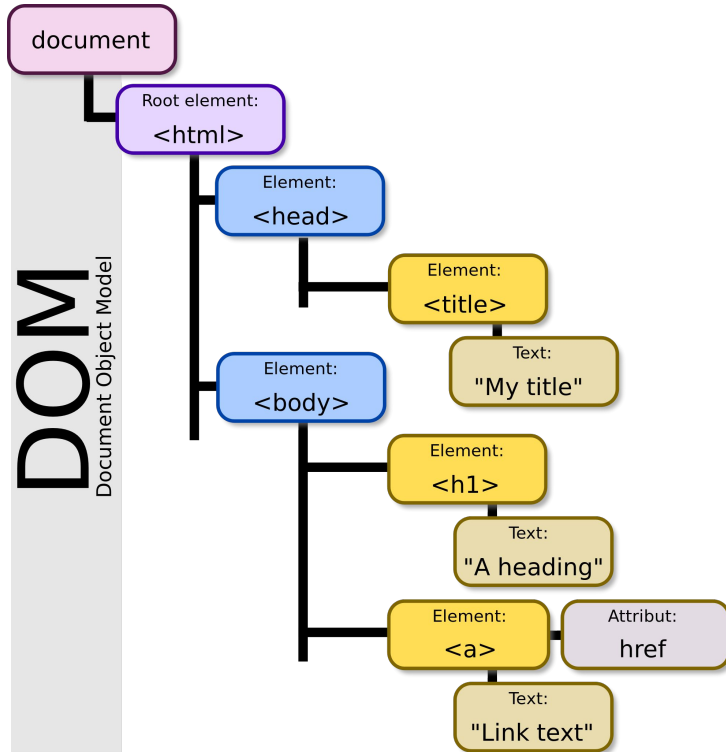 document
Root element:
<html>
Element:
<head>
Element:
<title>
Text:
"My title"
Element:
<body>
Element:
<h1>
Text:
"A heading"
Element:
<a>
Attribut:
href
Text:
"Link text"
DOM
Document Object Model